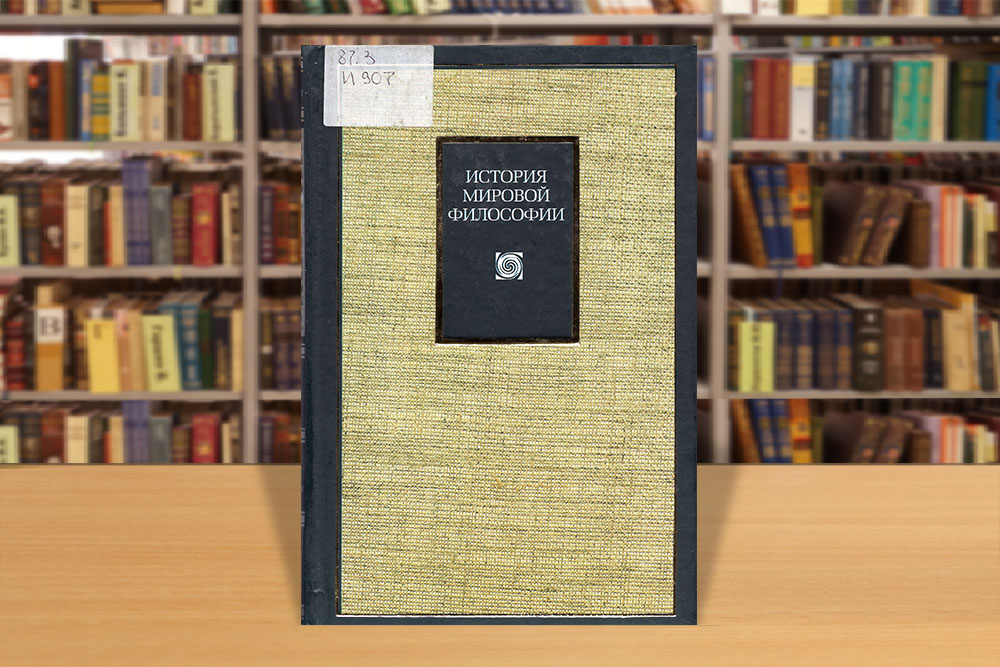 87.3
И 907
ИСТОРИЯ
МИРОВОЙ
ФИЛОСОФИИ
В